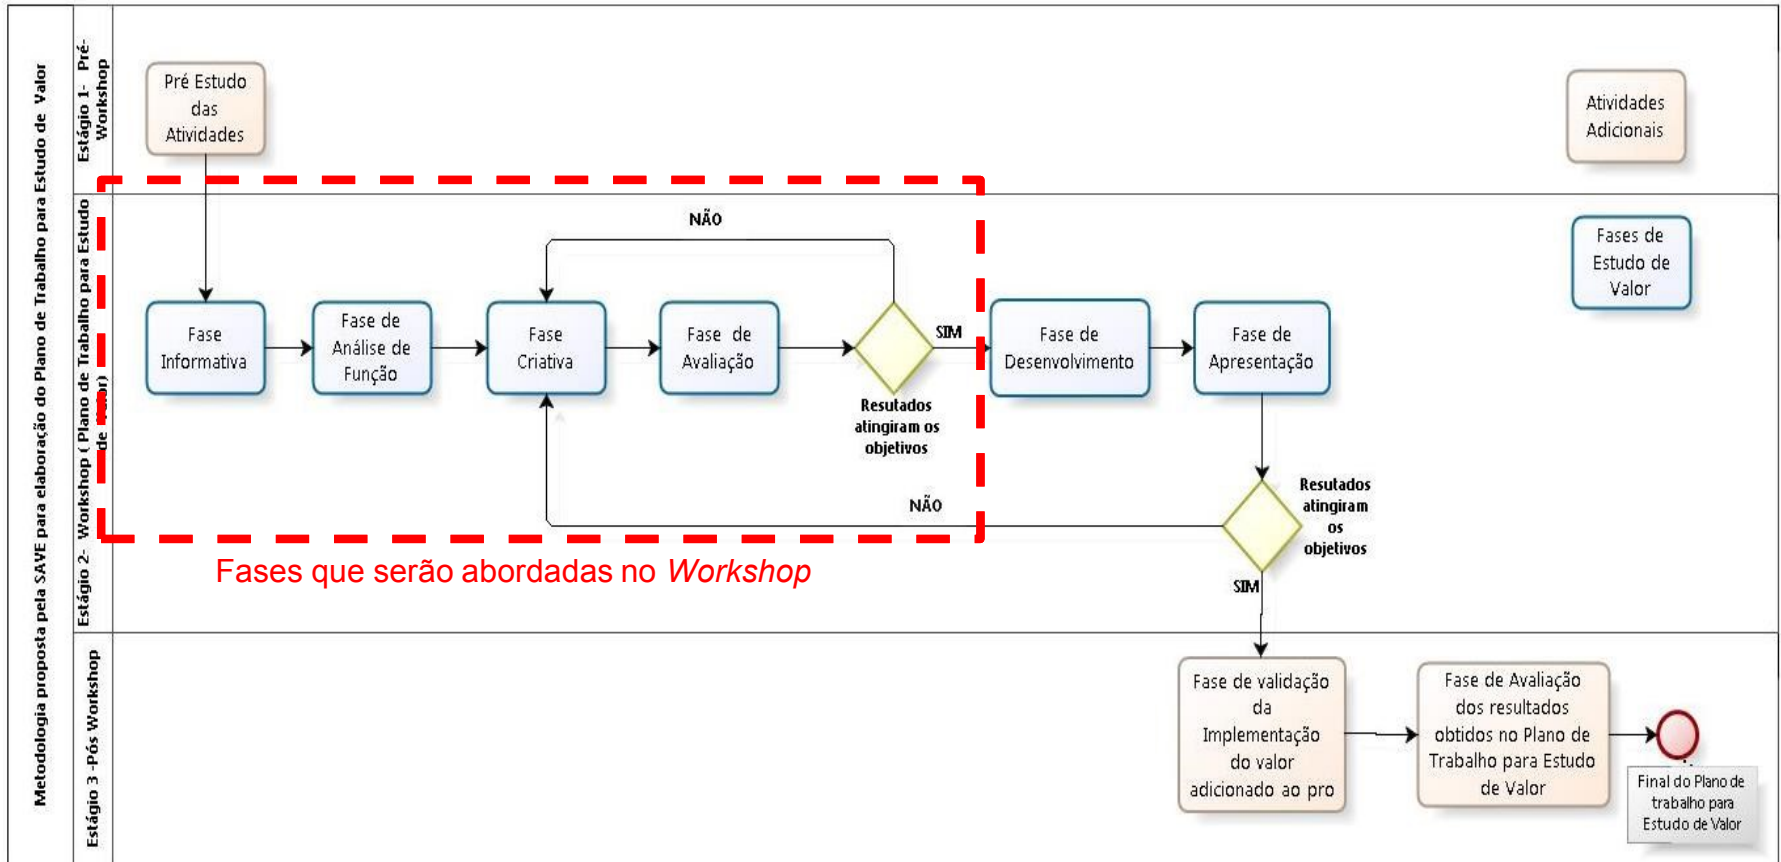 Metodologia proposta pela SAVE para elaboração do Plano de Trabalho para Estudo de Valor
Estágio 1- Pré-
Workshop
Pré Estudo
das
Atividades
Atividades
Adicionais
Estágio 2- Workshop ( Plano de Trabalho para Estudo
de Valor)
NÃO
Fases de
Estudo de
Valor
Fase
Informativa
Fase de
Análise de
Função
Fase
Criativa
Fase de
Avaliação
SIM
Resutados
atingiram os
objetivos
Fase de
Desenvolvimento
Fase de
Apresentação
NÃO
Resutados
atingiram
os
objetivos
SIM
Fases que serão abordadas no Workshop
Estágio 3 -Pós Workshop
Fase de validação
da
Implementação
do valor
adicionado ao pro
Fase de Avaliação
dos resultados
obtidos no Plano de
Trabalho para Estudo
de Valor
Final do Plano de
trabalho para
Estudo de Valor